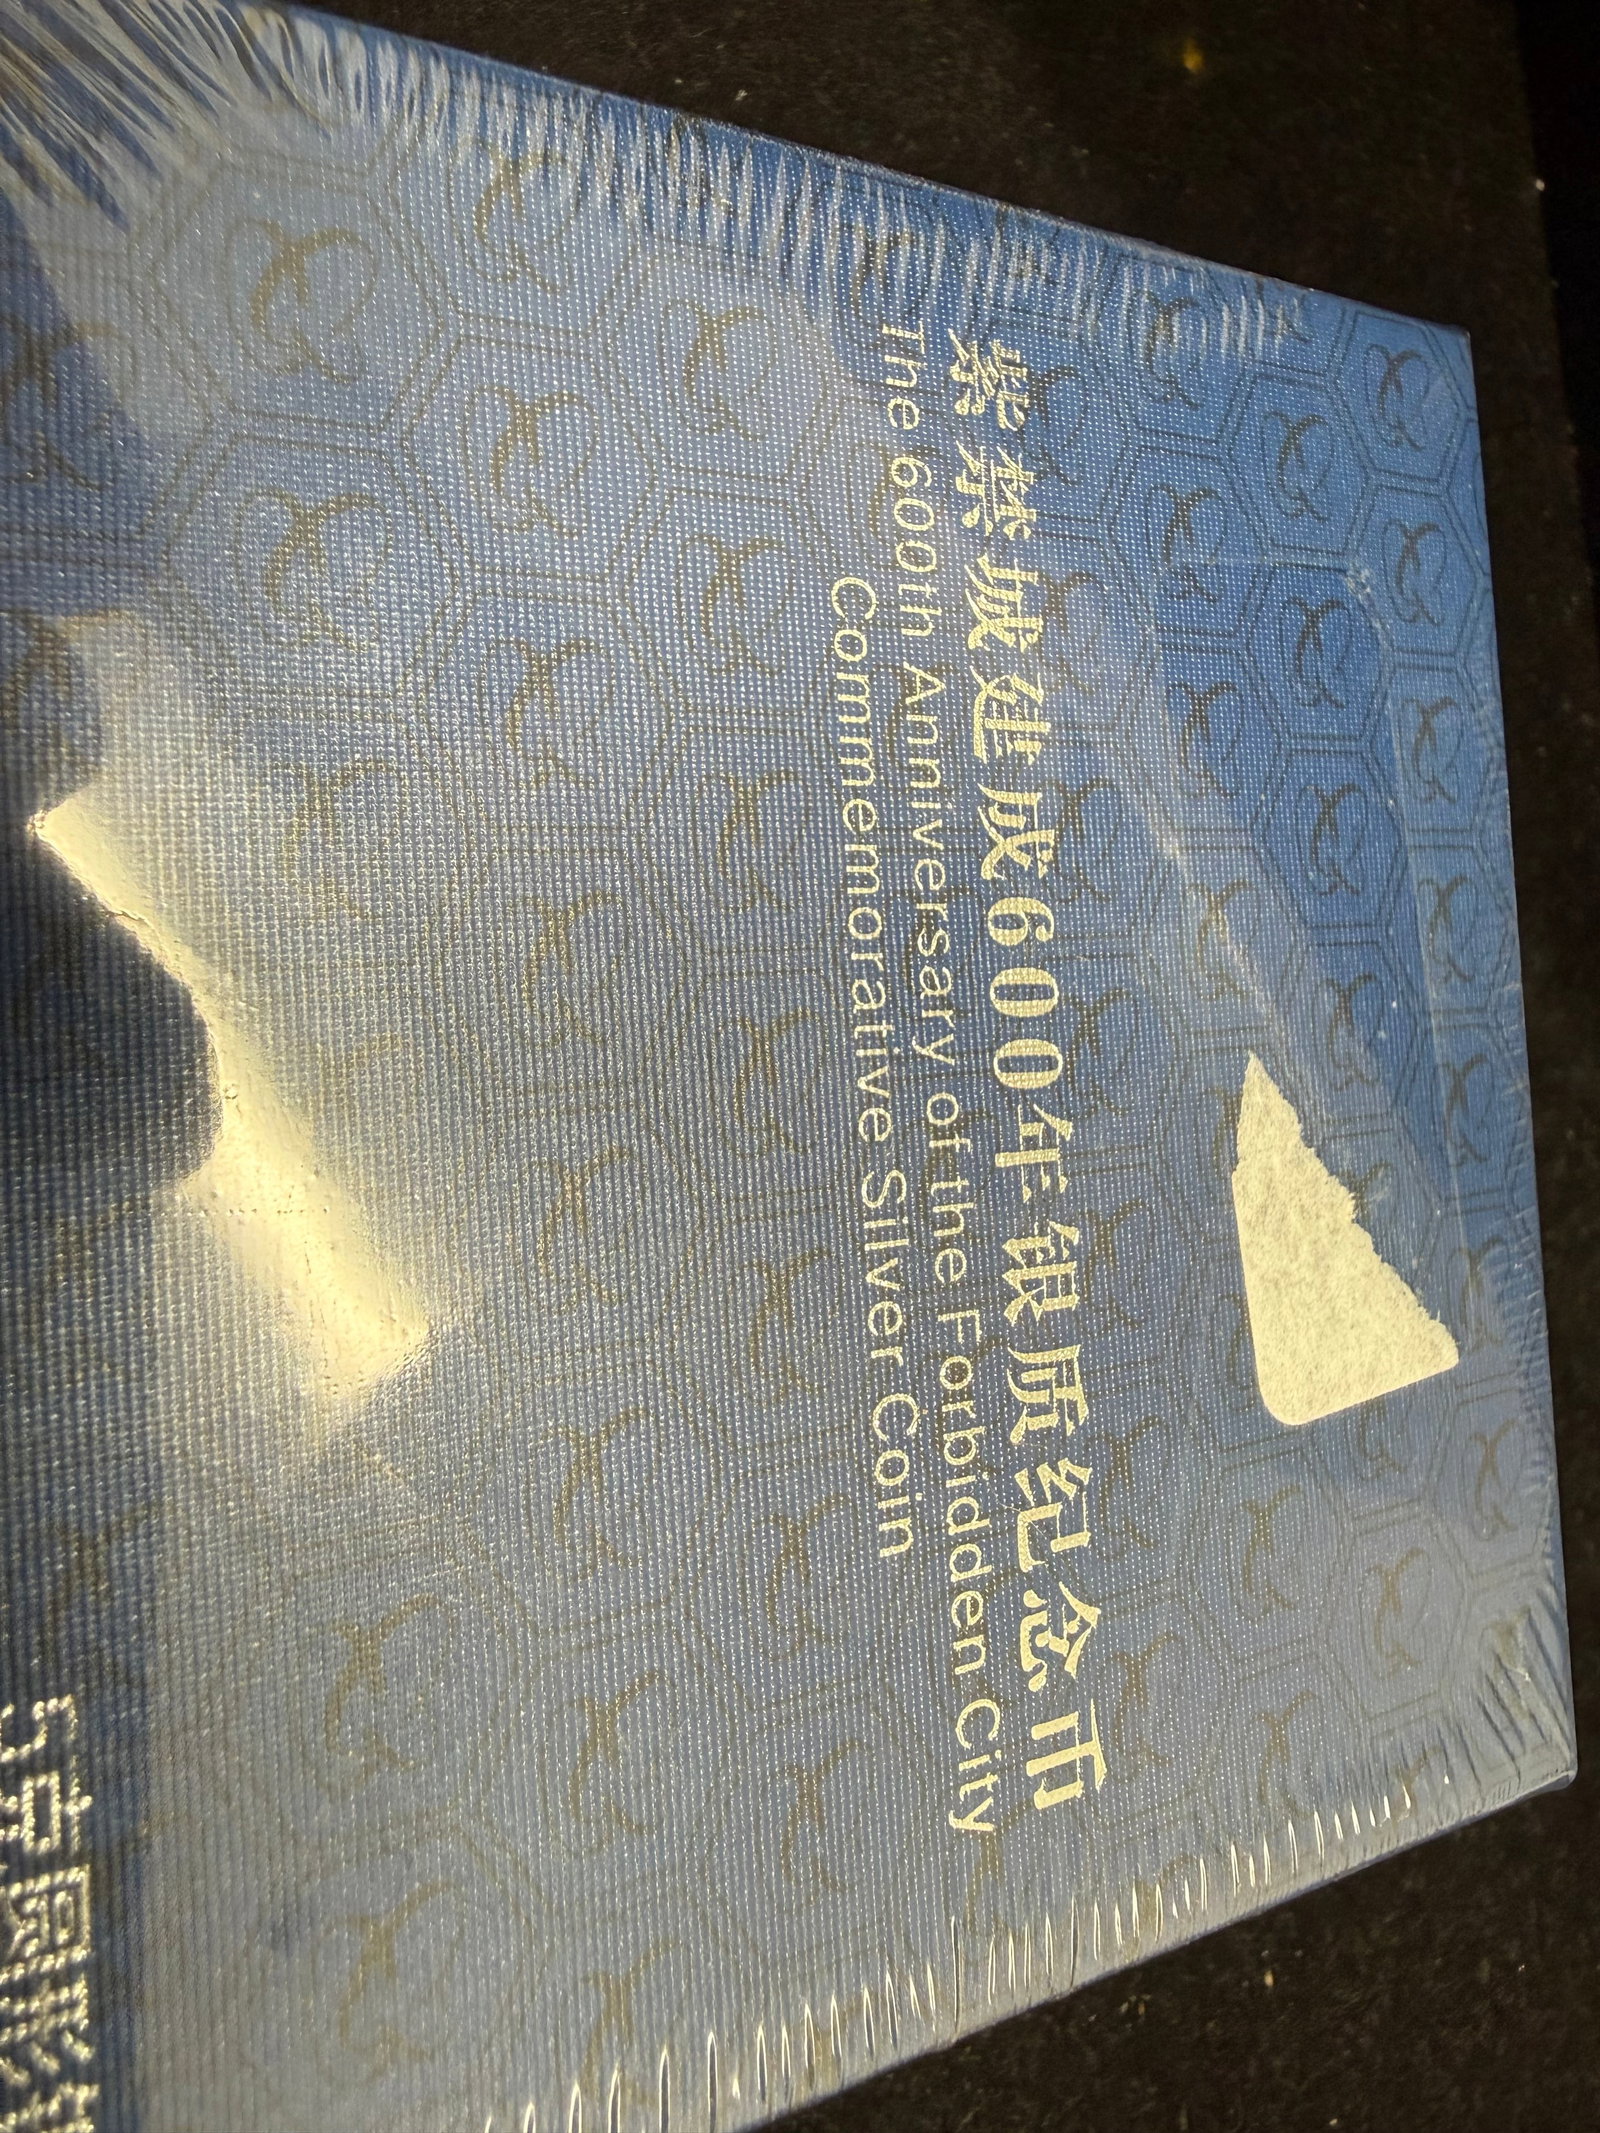 紫禁城建成600年银质纪念币
The 600th Anniversary of the Forbidden City
Commemorative Silver Coin